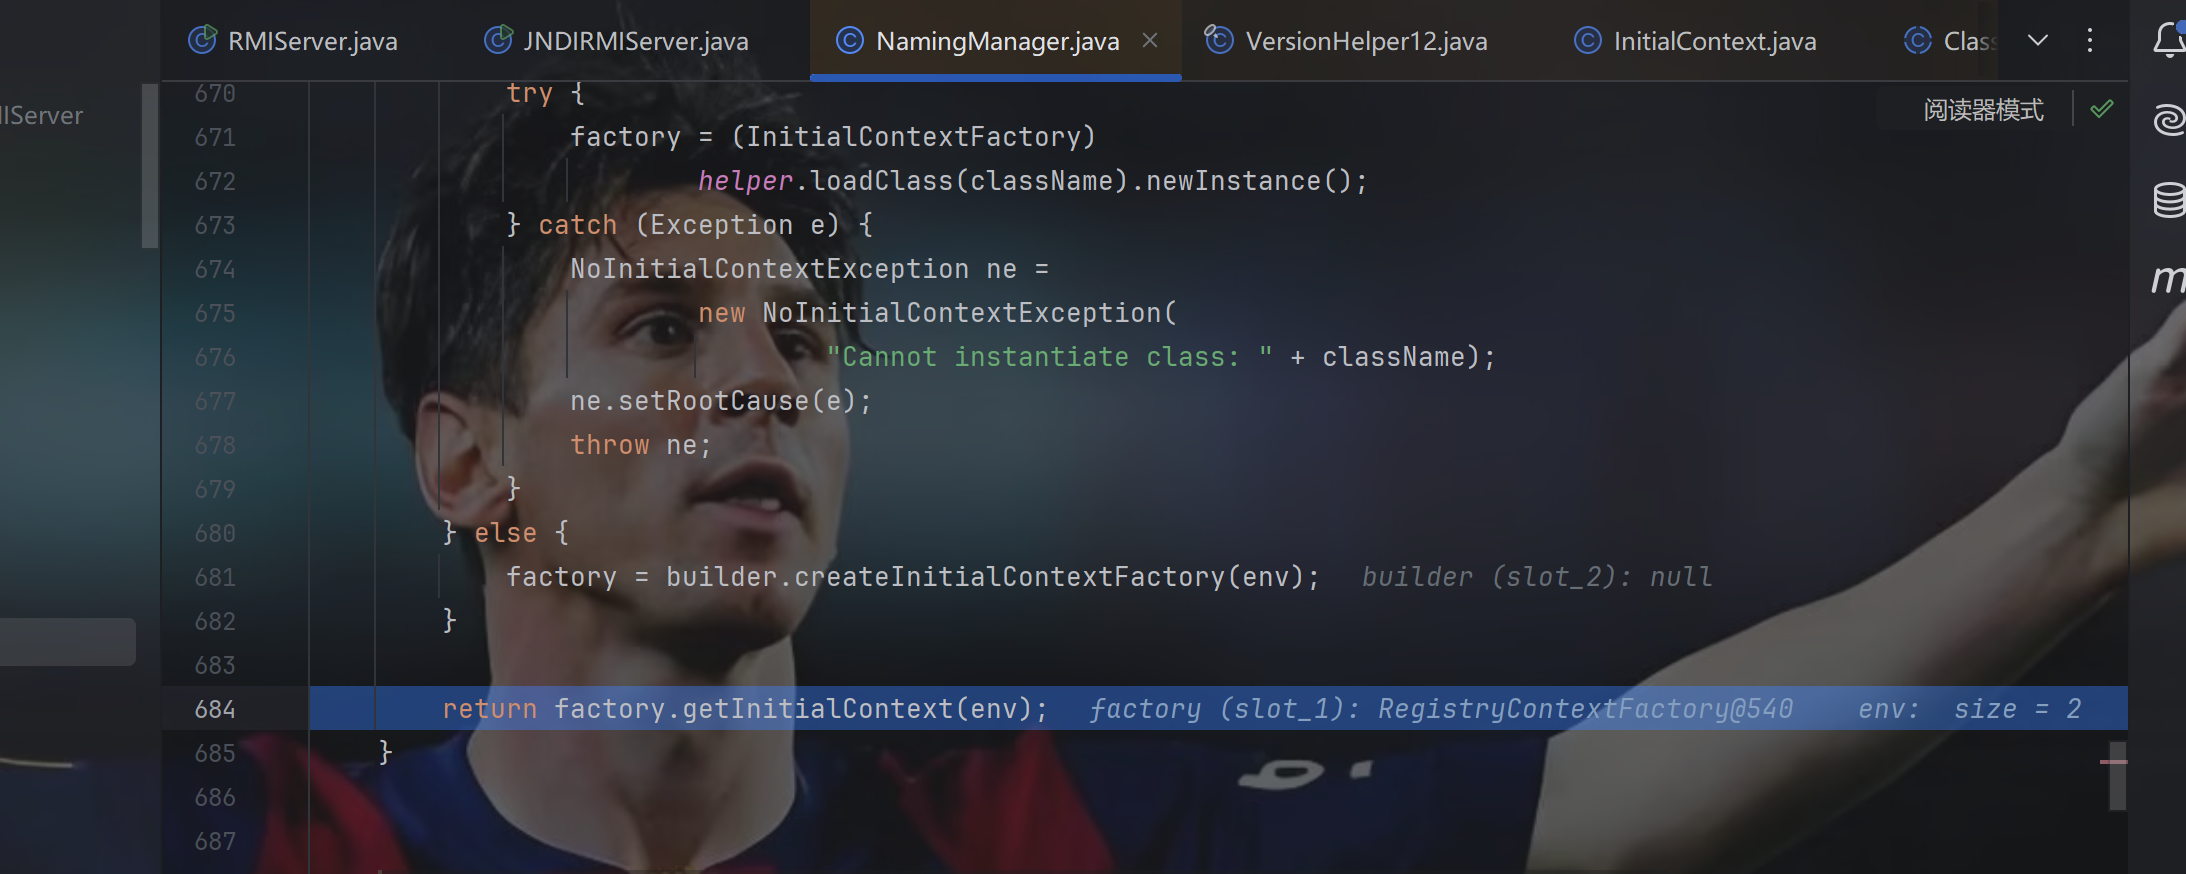 RMIServer.java JNDIRMIServer.java NamingManager.java VersionHelper12.java InitialContext.java Clas
IIServer
阅读器模式
670 try {
671 factory = (InitialContextFactory)
672 helper.loadClass(className).newInstance();
673 } catch (Exception e) {
674 NoInitialContextException ne =
675 new NoInitialContextException(
676 "Cannot instantiate class: " + className);
677 ne.setRootCause(e);
678 throw ne;
679 }
680 } else {
681 factory = builder.createInitialContextFactory(env); builder (slot_2): null
682 }
683
684 return factory.getInitialContext(env); factory (slot_1): RegistryContextFactory@540 env: size = 2
685 }
686
687